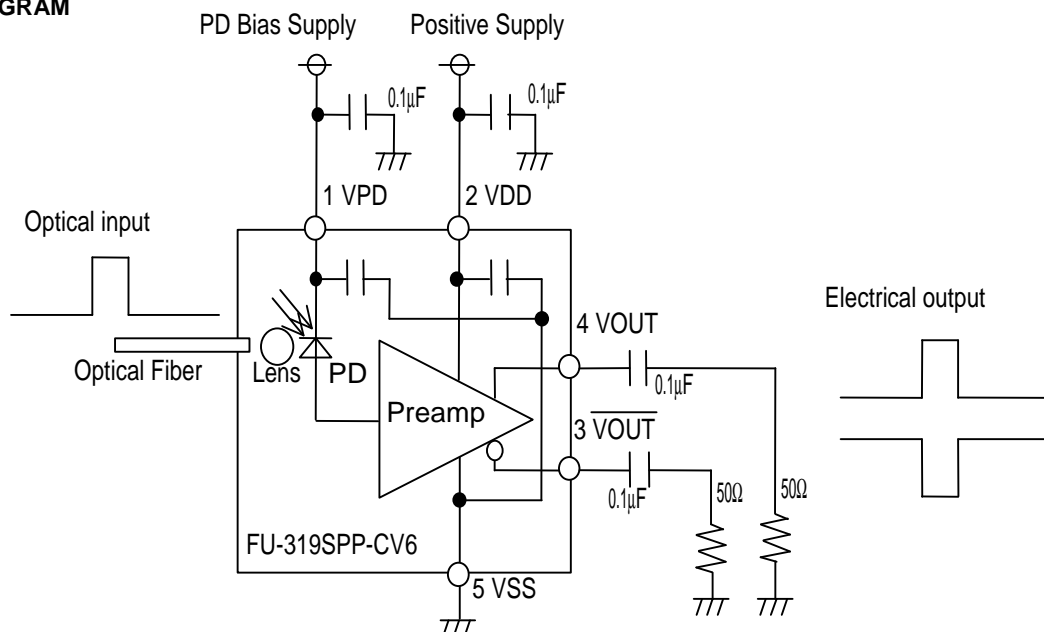 GRAM
PD Bias Supply
Positive Supply
0.1µF
0.1µF
1 VPD
2 VDD
Optical input
Electrical output
4 VOUT
Optical Fiber
Lens
PD
0.1µF
Preamp
3 VOUT
0.1µF
50Ω
50Ω
FU-319SPP-CV6
5 VSS